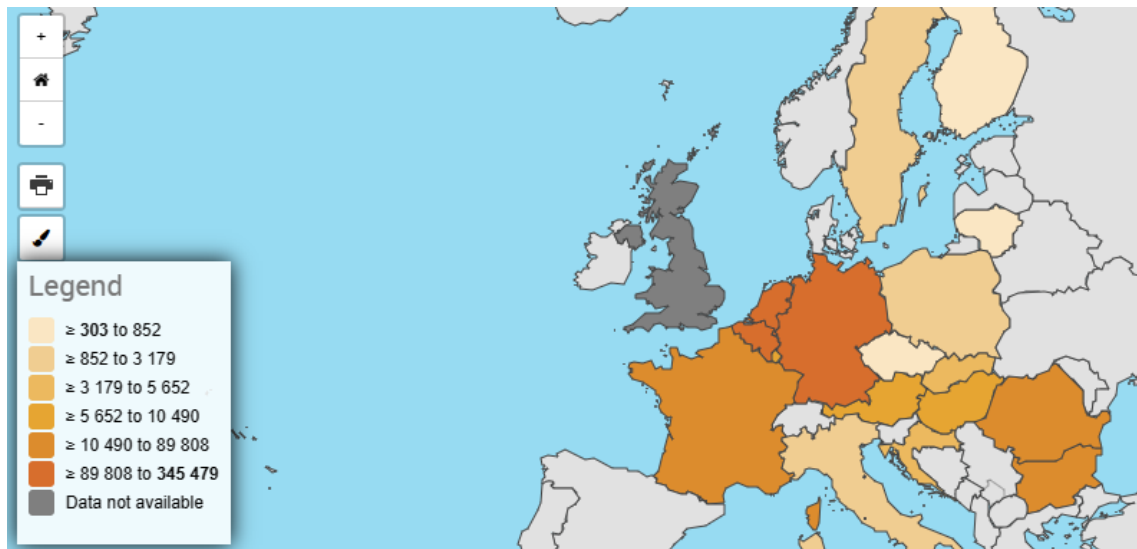 +
-
Legend
≥ 303 to 852
≥ 852 to 3 179
≥ 3 179 to 5 652
≥ 5 652 to 10 490
≥ 10 490 to 89 808
≥ 89 808 to 345 479
Data not available